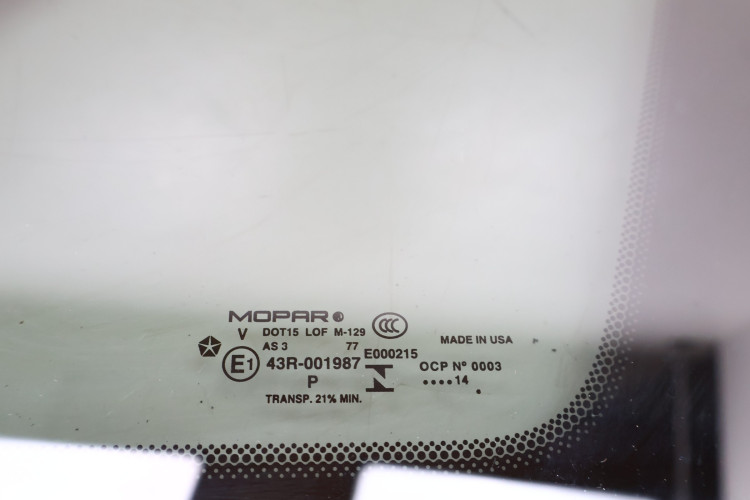 MOPAR
V DOT15 LOF M-129 CCC
AS 3 77 MADE IN USA
E1 43R-001987 E000215 OCP Nº 0003
P ••••14
TRANSP. 21% MIN.